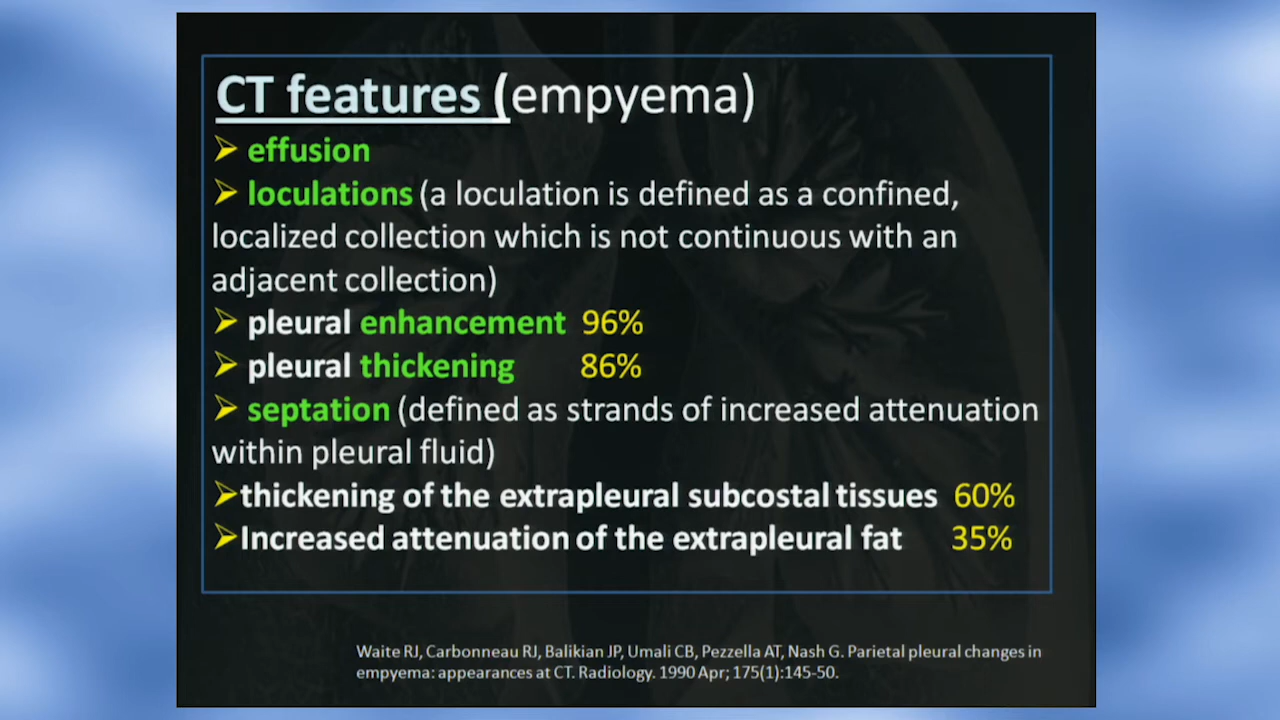 CT features (empyema)
➢ effusion
➢ loculations (a loculation is defined as a confined,
localized collection which is not continuous with an
adjacent collection)
➢ pleural enhancement 96%
➢ pleural thickening 86%
➢ septation (defined as strands of increased attenuation
within pleural fluid)
➢thickening of the extrapleural subcostal tissues 60%
➢Increased attenuation of the extrapleural fat 35%
Waite RJ, Carbonneau RJ, Balikian JP, Umali CB, Pezzella AT, Nash G. Parietal pleural changes in
empyema: appearances at CT. Radiology. 1990 Apr; 175(1):145-50.